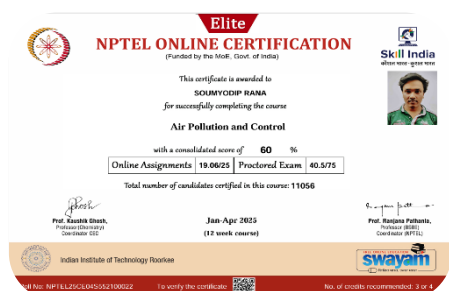 Elite
NPTEL ONLINE CERTIFICATION
(Funded by the MoE, Govt. of India)
Skill India
कौशल भारत - कुशल भारत
This certificate is awarded to
SOUMYODIP RANA
for successfully completing the course
Air Pollution and Control
with a consolidated score of 60 %
Online Assignments 19.06/25 Proctored Exam 40.5/75
Total number of candidates certified in this course: 11056
Prof. Kaushik Ghosh,
Professor (Chemistry)
Coordinator CEC
Jan-Apr 2025
(12 week course)
Prof. Ranjana Pathania,
Professor (BSBE)
Coordinator (NPTEL)
Indian Institute of Technology Roorkee
swayam
Roll No: NPTEL25CE04S552100022
To verify the certificate
No. of credits recommended: 3 or 4